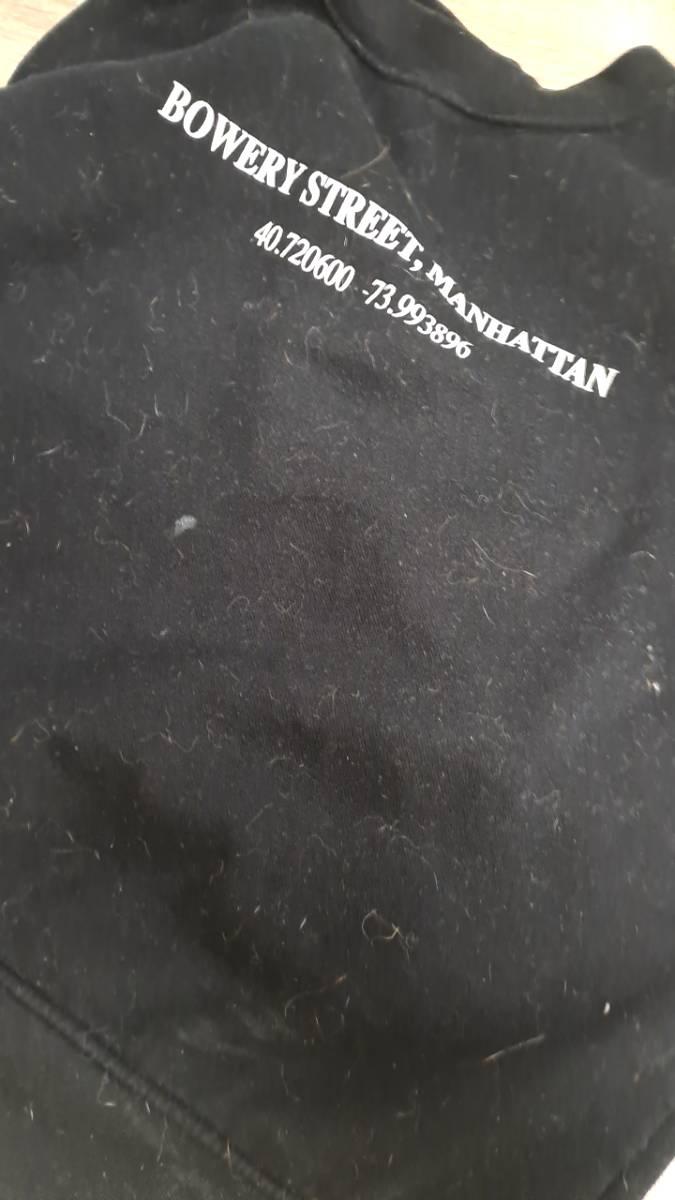 BOWERY STREET, MANHATTAN
40.720600 -73.993896